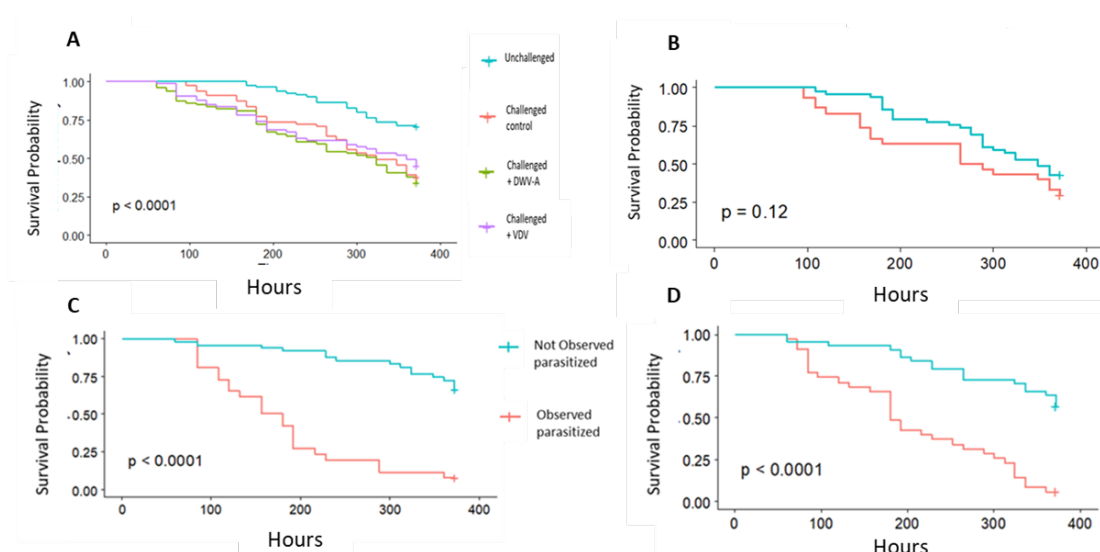 A
Survival Probability
1.00
0.75
0.50
0.25
0.00
p < 0.0001
0
100
200
300
400
Hours
Unchallenged
Challenged
control
Challenged
+ DWV-A
Challenged
+ VDV
B
Survival Probability
1.00
0.75
0.50
0.25
0.00
p = 0.12
0
100
200
300
400
Hours
C
Survival Probability
1.00
0.75
0.50
0.25
0.00
p < 0.0001
0
100
200
300
400
Hours
Not Observed
parasitized
Observed
parasitized
D
Survival Probability
1.00
0.75
0.50
0.25
0.00
p < 0.0001
0
100
200
300
400
Hours